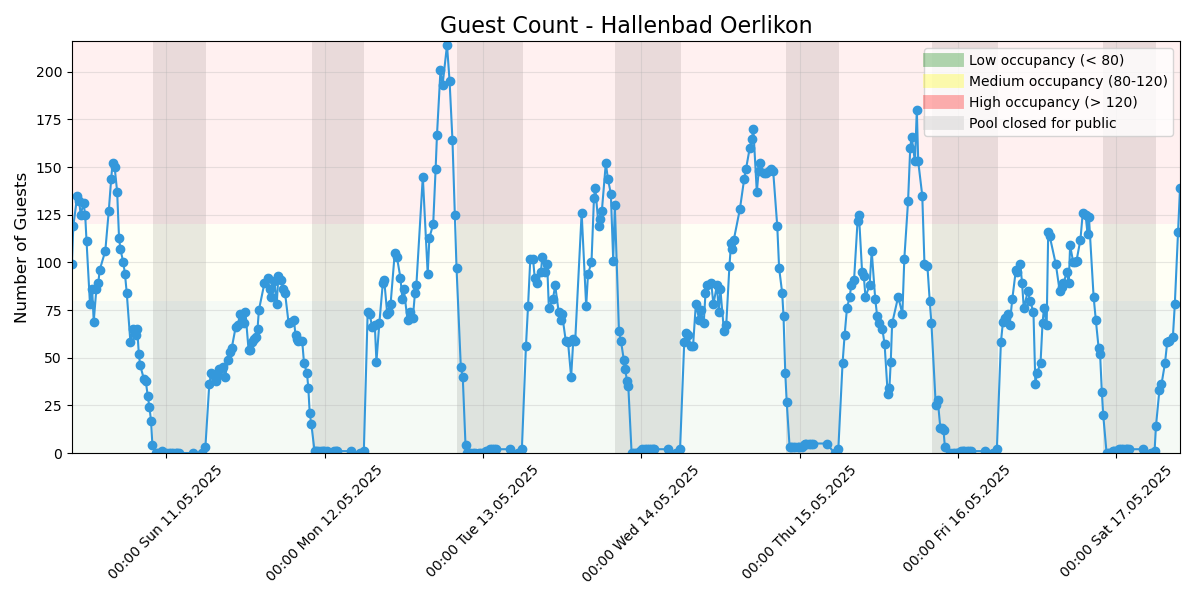 Guest Count - Hallenbad Oerlikon
Number of Guests
200
175
150
125
100
75
50
25
0
Low occupancy (< 80)
Medium occupancy (80-120)
High occupancy (> 120)
Pool closed for public
00:00 Sun 11.05.2025
00:00 Mon 12.05.2025
00:00 Tue 13.05.2025
00:00 Wed 14.05.2025
00:00 Thu 15.05.2025
00:00 Fri 16.05.2025
00:00 Sat 17.05.2025